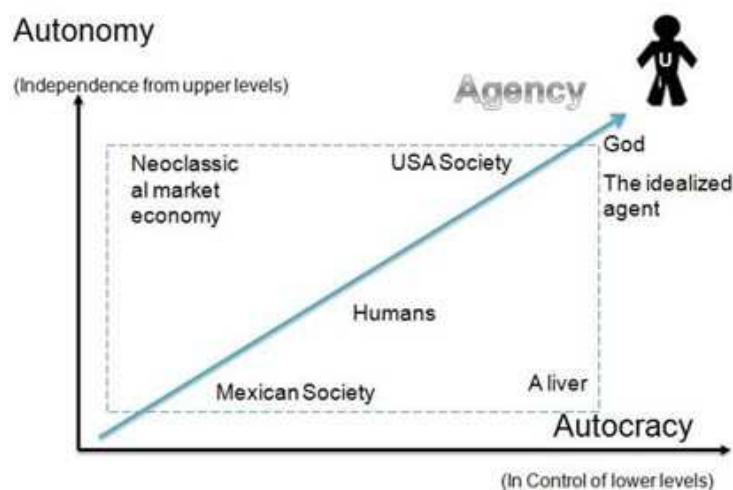 Autonomy
(Independence from upper levels)
U
Agency
God
Neoclassic
al market
economy
USA Society
The idealized
agent
Humans
Mexican Society
A liver
Autocracy
(In Control of lower levels)